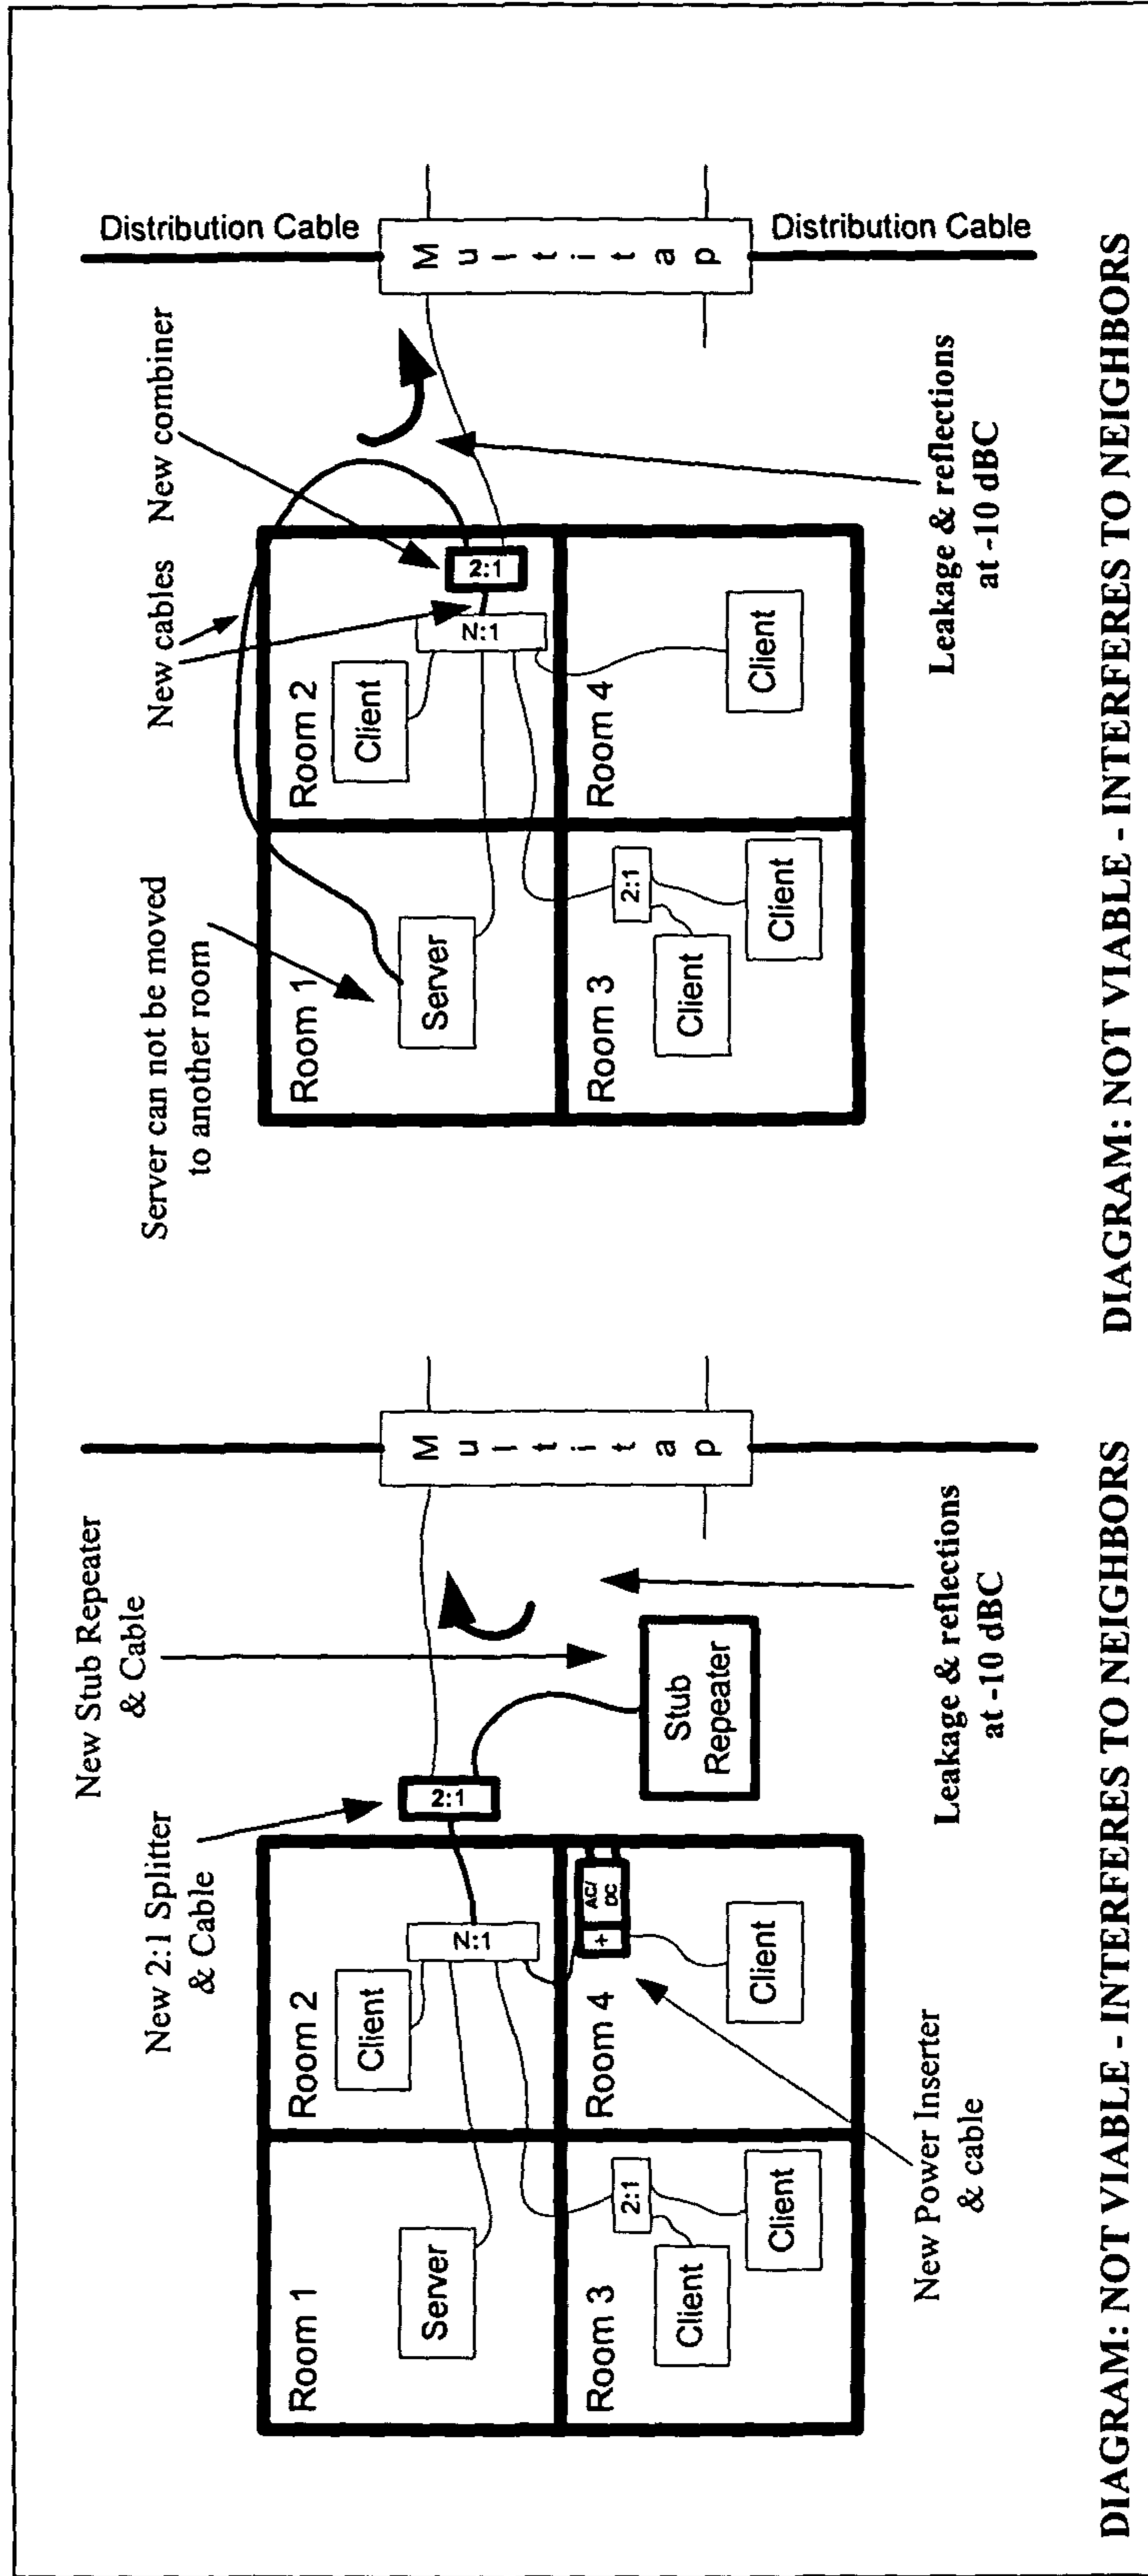 New 2:1 Splitter
& Cable
New Stub Repeater
& Cable
Room 1
Server
Room 2
Client
N:1
2:1
Room 3
Client
2:1
Client
Room 4
+
AC/
DC
Client
Stub
Repeater
Multitap
New Power Inserter
& cable
Leakage & reflections
at -10 dBC
DIAGRAM: NOT VIABLE - INTERFERES TO NEIGHBORS
Server can not be moved
to another room
New cables
New combiner
Distribution Cable
Room 1
Server
Room 2
Client
N:1
2:1
Room 3
Client
2:1
Client
Room 4
Client
Multitap
Distribution Cable
Leakage & reflections
at -10 dBC
DIAGRAM: NOT VIABLE - INTERFERES TO NEIGHBORS